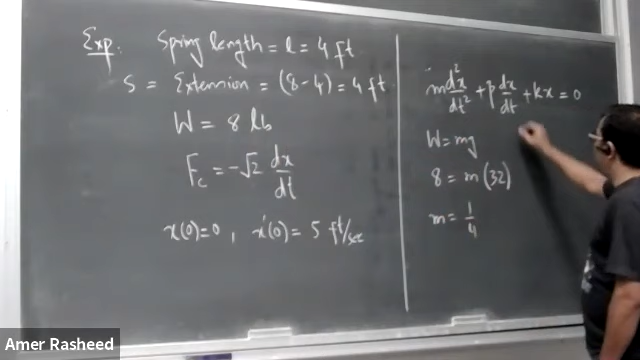 Exp: Spring length = l = 4 ft
S = Extension = (8-4) = 4 ft
W = 8 lb
F_c = -√2 dx/dt
x(0)=0, x'(0) = 5 ft/sec
m d²x/dt² + p dx/dt + kx = 0
W = mg
8 = m (32)
m = 1/4
Amer Rasheed